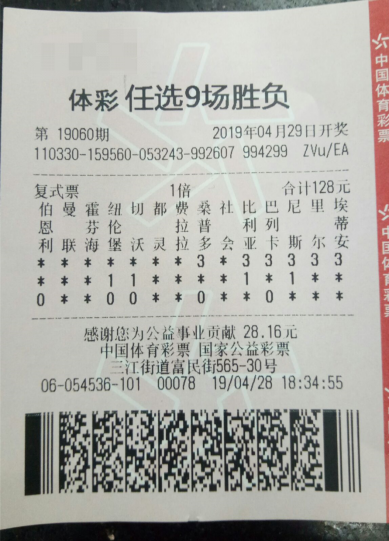 体彩 任选9场胜负
第 19060期 2019年04月29日开奖
110330-159560-053243-992607 994299 ZVu/EA
复式票 1倍 合计128元
伯 曼 霍 纽 切 都 费 桑 社 比 巴 尼 里 埃
恩 芬 伦 拉 普 利 列 蒂
利 联 海 堡 沃 灵 拉 多 会 亚 卡 斯 尔 安
* * * * * * * 3 * 3 3 3 3 3
* * * 1 1 * * * * 1 * 1 * *
0 * * 0 0 * * 0 * 0 * * * *
感谢您为公益事业贡献 28.16元
中国体育彩票 国家公益彩票
三江街道富民街565-30号
06-054536-101 00078 19/04/28 18:34:55
中国体育彩票
中国体育彩票